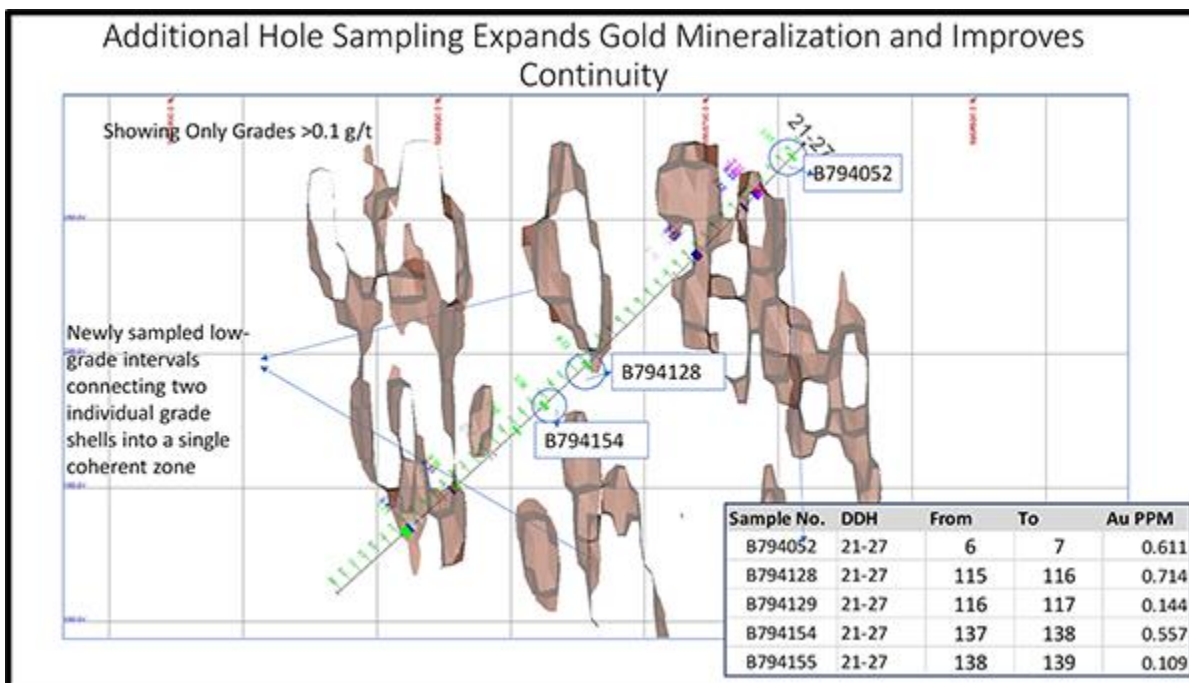 Additional Hole Sampling Expands Gold Mineralization and Improves
Continuity
Showing Only Grades >0.1 g/t
21-27
B794052
Newly sampled low-
grade intervals
connecting two
individual grade
shells into a single
coherent zone
B794128
B794154
Sample No. DDH From To Au PPM
B794052 21-27 6 7 0.611
B794128 21-27 115 116 0.714
B794129 21-27 116 117 0.144
B794154 21-27 137 138 0.557
B794155 21-27 138 139 0.109